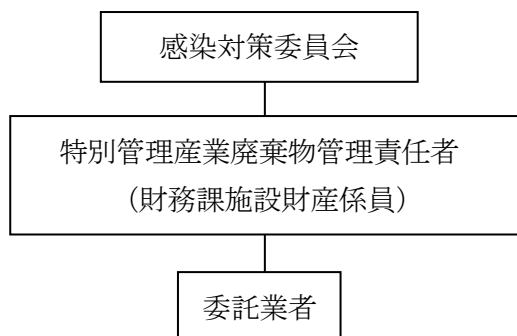 感染対策委員会
特別管理産業廃棄物管理責任者
（財務課施設財産係員）
委託業者